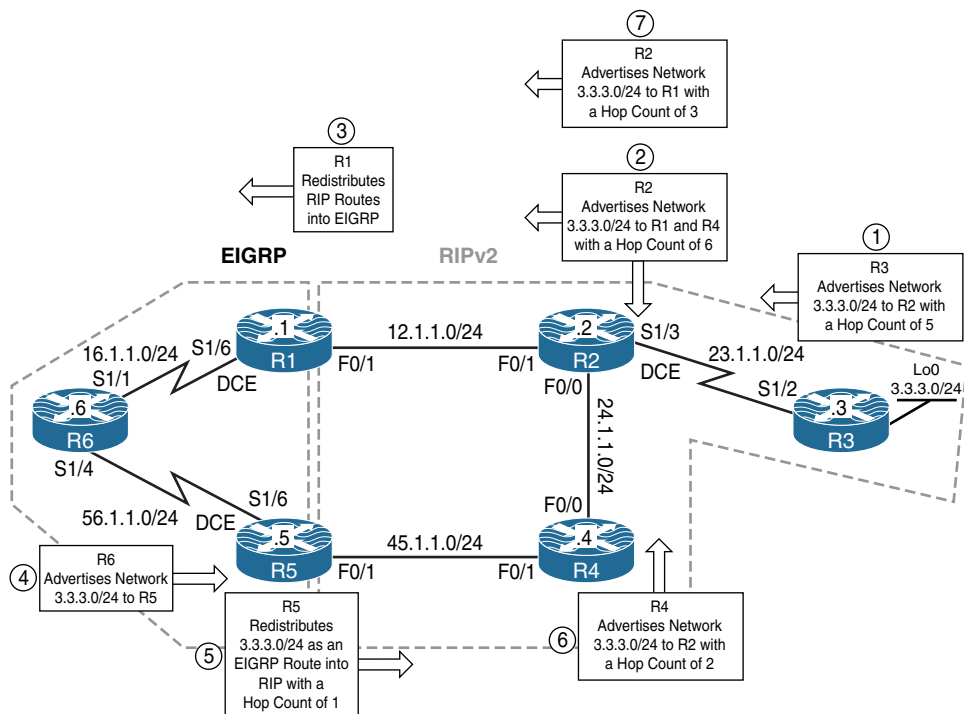 7
R2
Advertises Network
3.3.3.0/24 to R1 with
a Hop Count of 3
3
R1
Redistributes
RIP Routes
into EIGRP
2
R2
Advertises Network
3.3.3.0/24 to R1 and R4
with a Hop Count of 6
1
R3
Advertises Network
3.3.3.0/24 to R2 with
a Hop Count of 5
EIGRP
RIPv2
16.1.1.0/24
S1/6
.1
R1
DCE
F0/1
12.1.1.0/24
.2
R2
F0/1
F0/0
S1/3
DCE
23.1.1.0/24
S1/2
.3
R3
Lo0
3.3.3.0/24
S1/1
.6
R6
S1/4
24.1.1.0/24
56.1.1.0/24
DCE
S1/6
.5
R5
F0/1
45.1.1.0/24
F0/0
.4
R4
F0/1
4
R6
Advertises Network
3.3.3.0/24 to R5
5
R5
Redistributes
3.3.3.0/24 as an
EIGRP Route into
RIP with a
Hop Count of 1
6
R4
Advertises Network
3.3.3.0/24 to R2 with
a Hop Count of 2